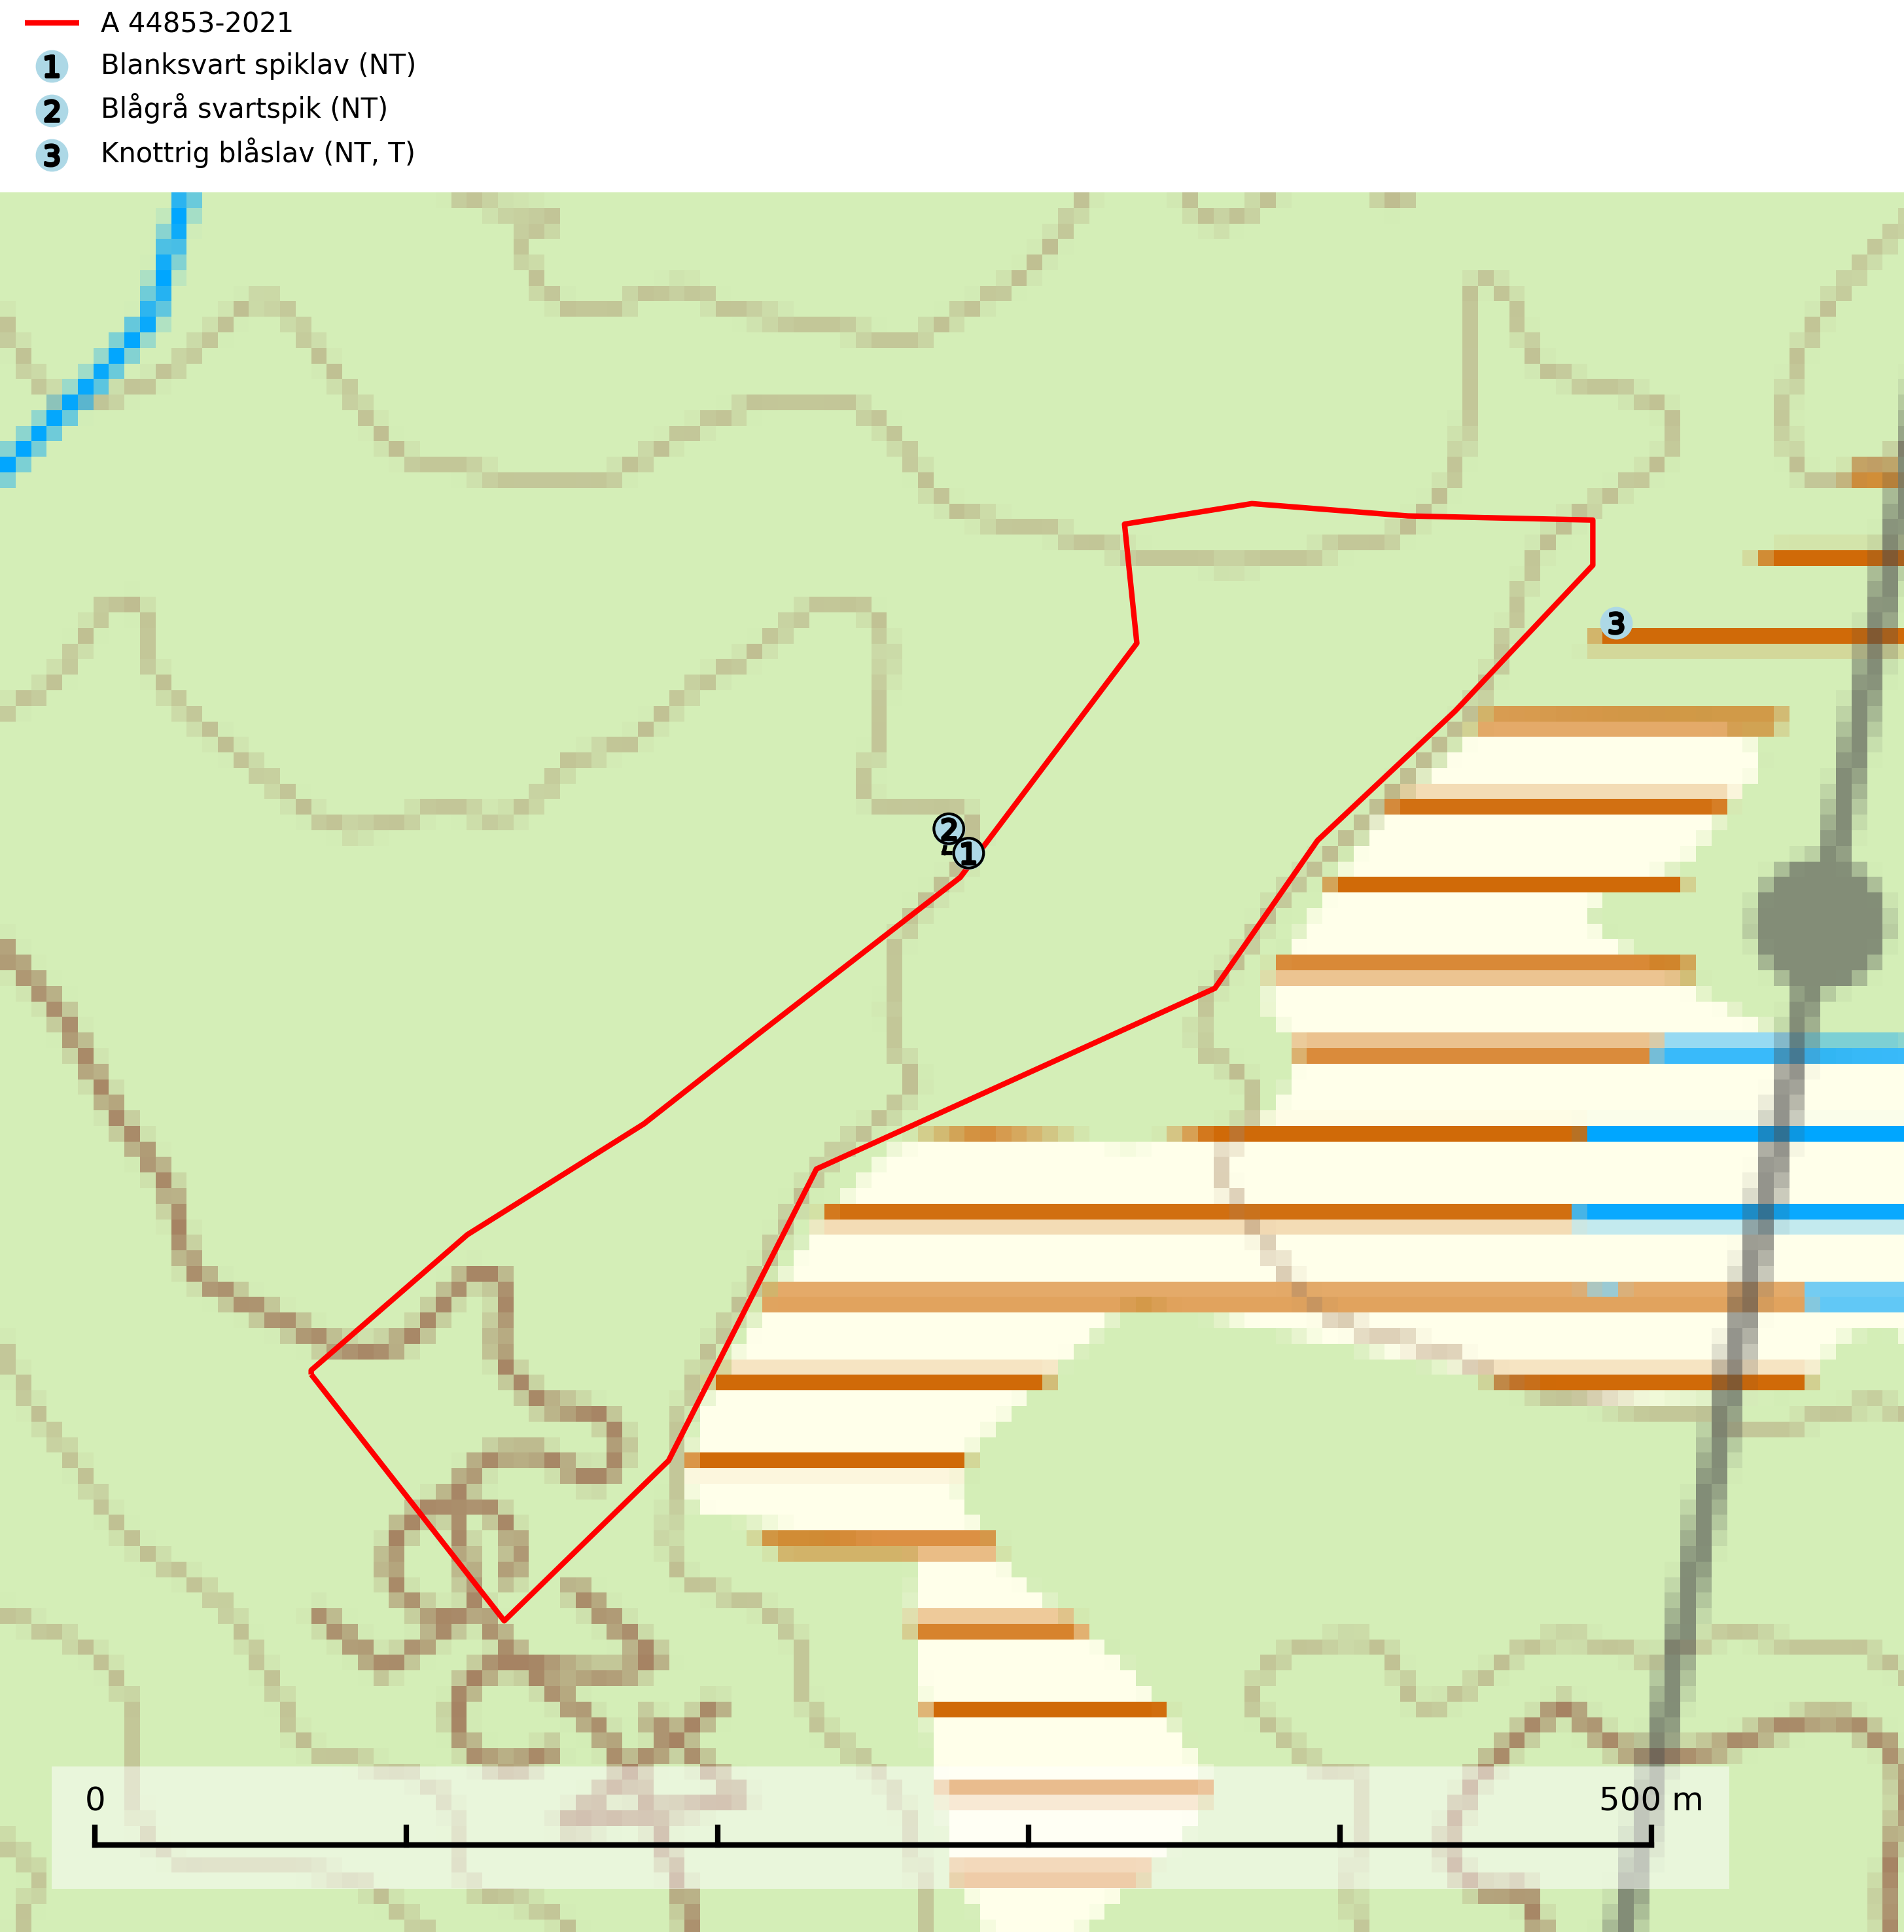 A 44853-2021
1 Blanksvart spiklav (NT)
2 Blågrå svartspik (NT)
3 Knottrig blåslav (NT, T)
3
2
1
0 500 m